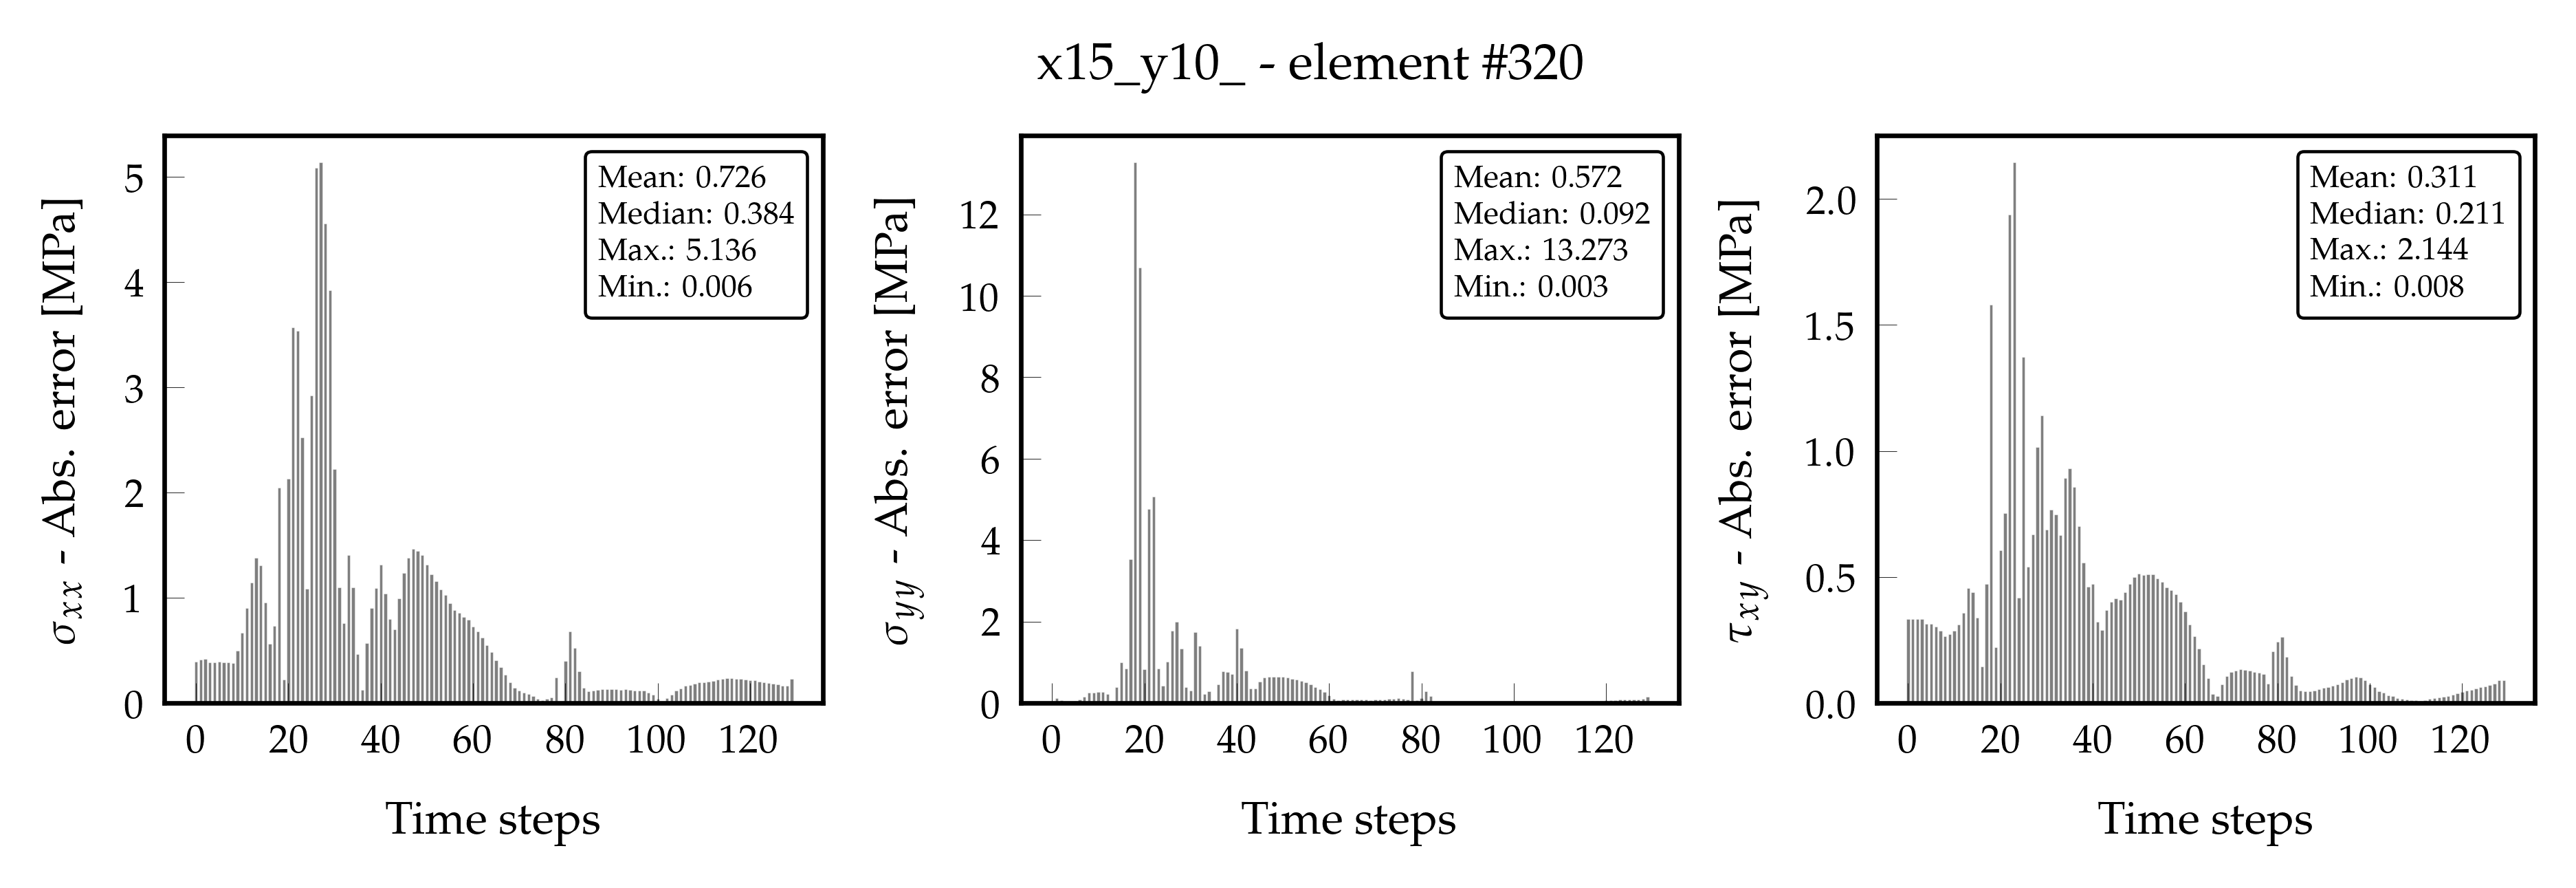 x15_y10_ - element #320
σxx - Abs. error [MPa]
5
4
3
2
1
0
Mean: 0.726
Median: 0.384
Max.: 5.136
Min.: 0.006
0 20 40 60 80 100 120
Time steps
σyy - Abs. error [MPa]
12
10
8
6
4
2
0
Mean: 0.572
Median: 0.092
Max.: 13.273
Min.: 0.003
0 20 40 60 80 100 120
Time steps
τxy - Abs. error [MPa]
2.0
1.5
1.0
0.5
0.0
Mean: 0.311
Median: 0.211
Max.: 2.144
Min.: 0.008
0 20 40 60 80 100 120
Time steps